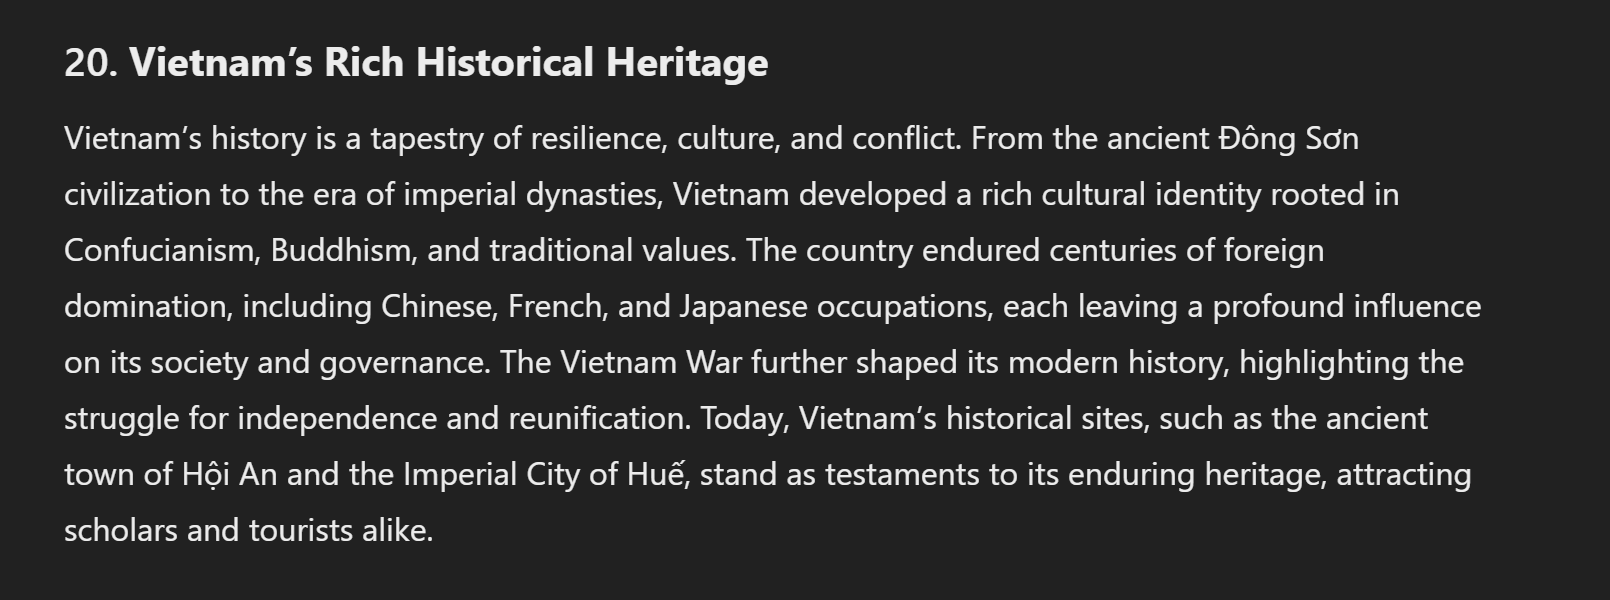 20. Vietnam’s Rich Historical Heritage
Vietnam’s history is a tapestry of resilience, culture, and conflict. From the ancient Đông Sơn
civilization to the era of imperial dynasties, Vietnam developed a rich cultural identity rooted in
Confucianism, Buddhism, and traditional values. The country endured centuries of foreign
domination, including Chinese, French, and Japanese occupations, each leaving a profound influence
on its society and governance. The Vietnam War further shaped its modern history, highlighting the
struggle for independence and reunification. Today, Vietnam’s historical sites, such as the ancient
town of Hội An and the Imperial City of Huế, stand as testaments to its enduring heritage, attracting
scholars and tourists alike.